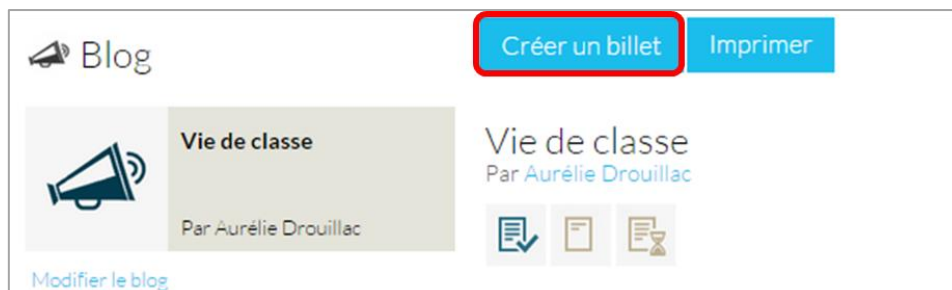 Blog
Créer un billet
Imprimer
Vie de classe
Par Aurélie Drouillac
Modifier le blog
Vie de classe
Par Aurélie Drouillac